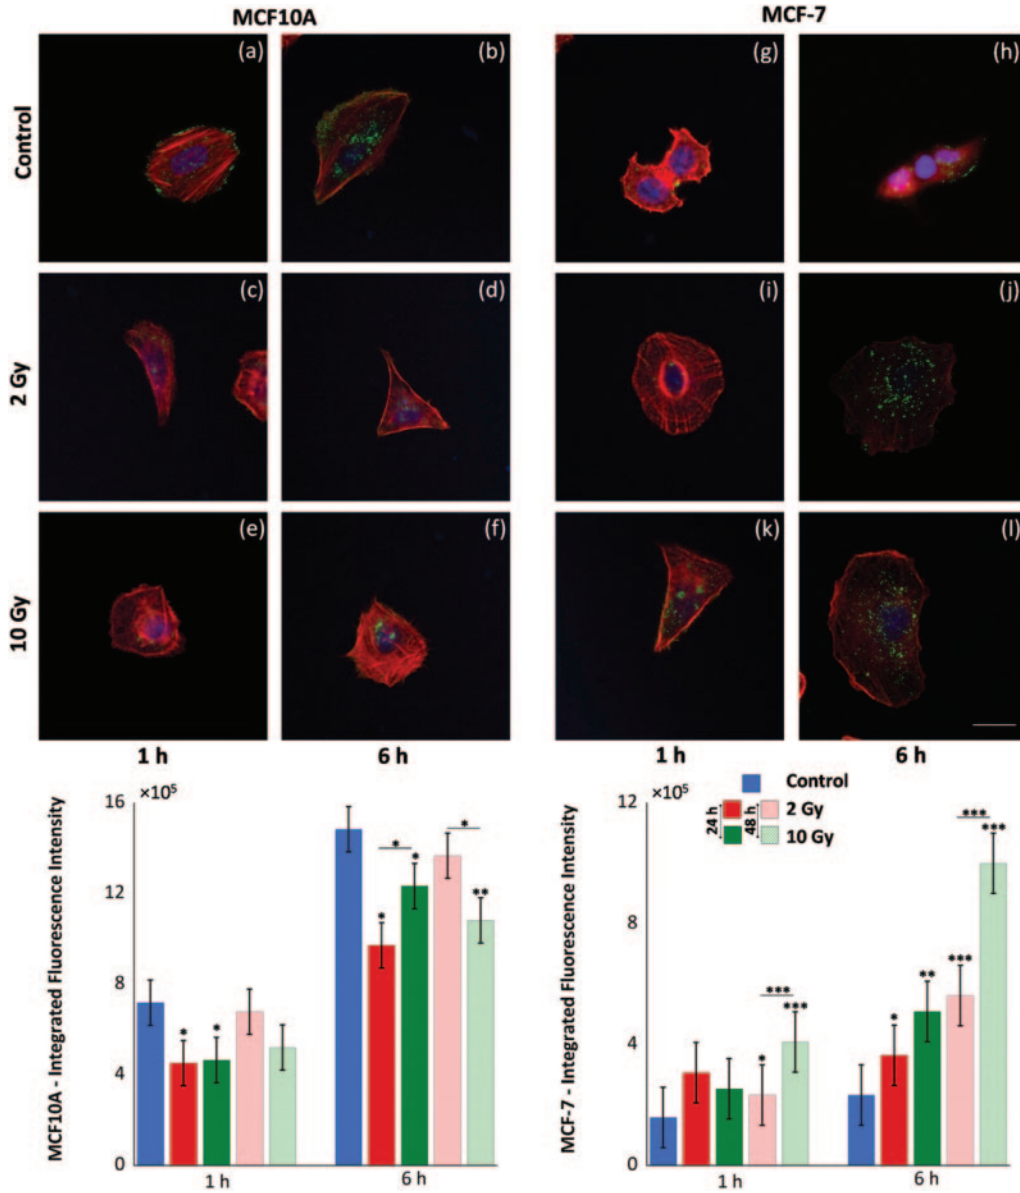 MCF10A MCF-7
Control
(a) (b) (g) (h)
2 Gy
(c) (d) (i) (j)
10 Gy
(e) (f) (k) (l)
1 h 6 h 1 h 6 h
MCF10A - Integrated Fluorescence Intensity
×10⁵
16
12
8
4
0
* * * * * * **
1 h 6 h
MCF-7 - Integrated Fluorescence Intensity
×10⁵
12
8
4
0
Control
24 h 48 h 2 Gy
10 Gy
* *** *** * ** *** *** ***
1 h 6 h